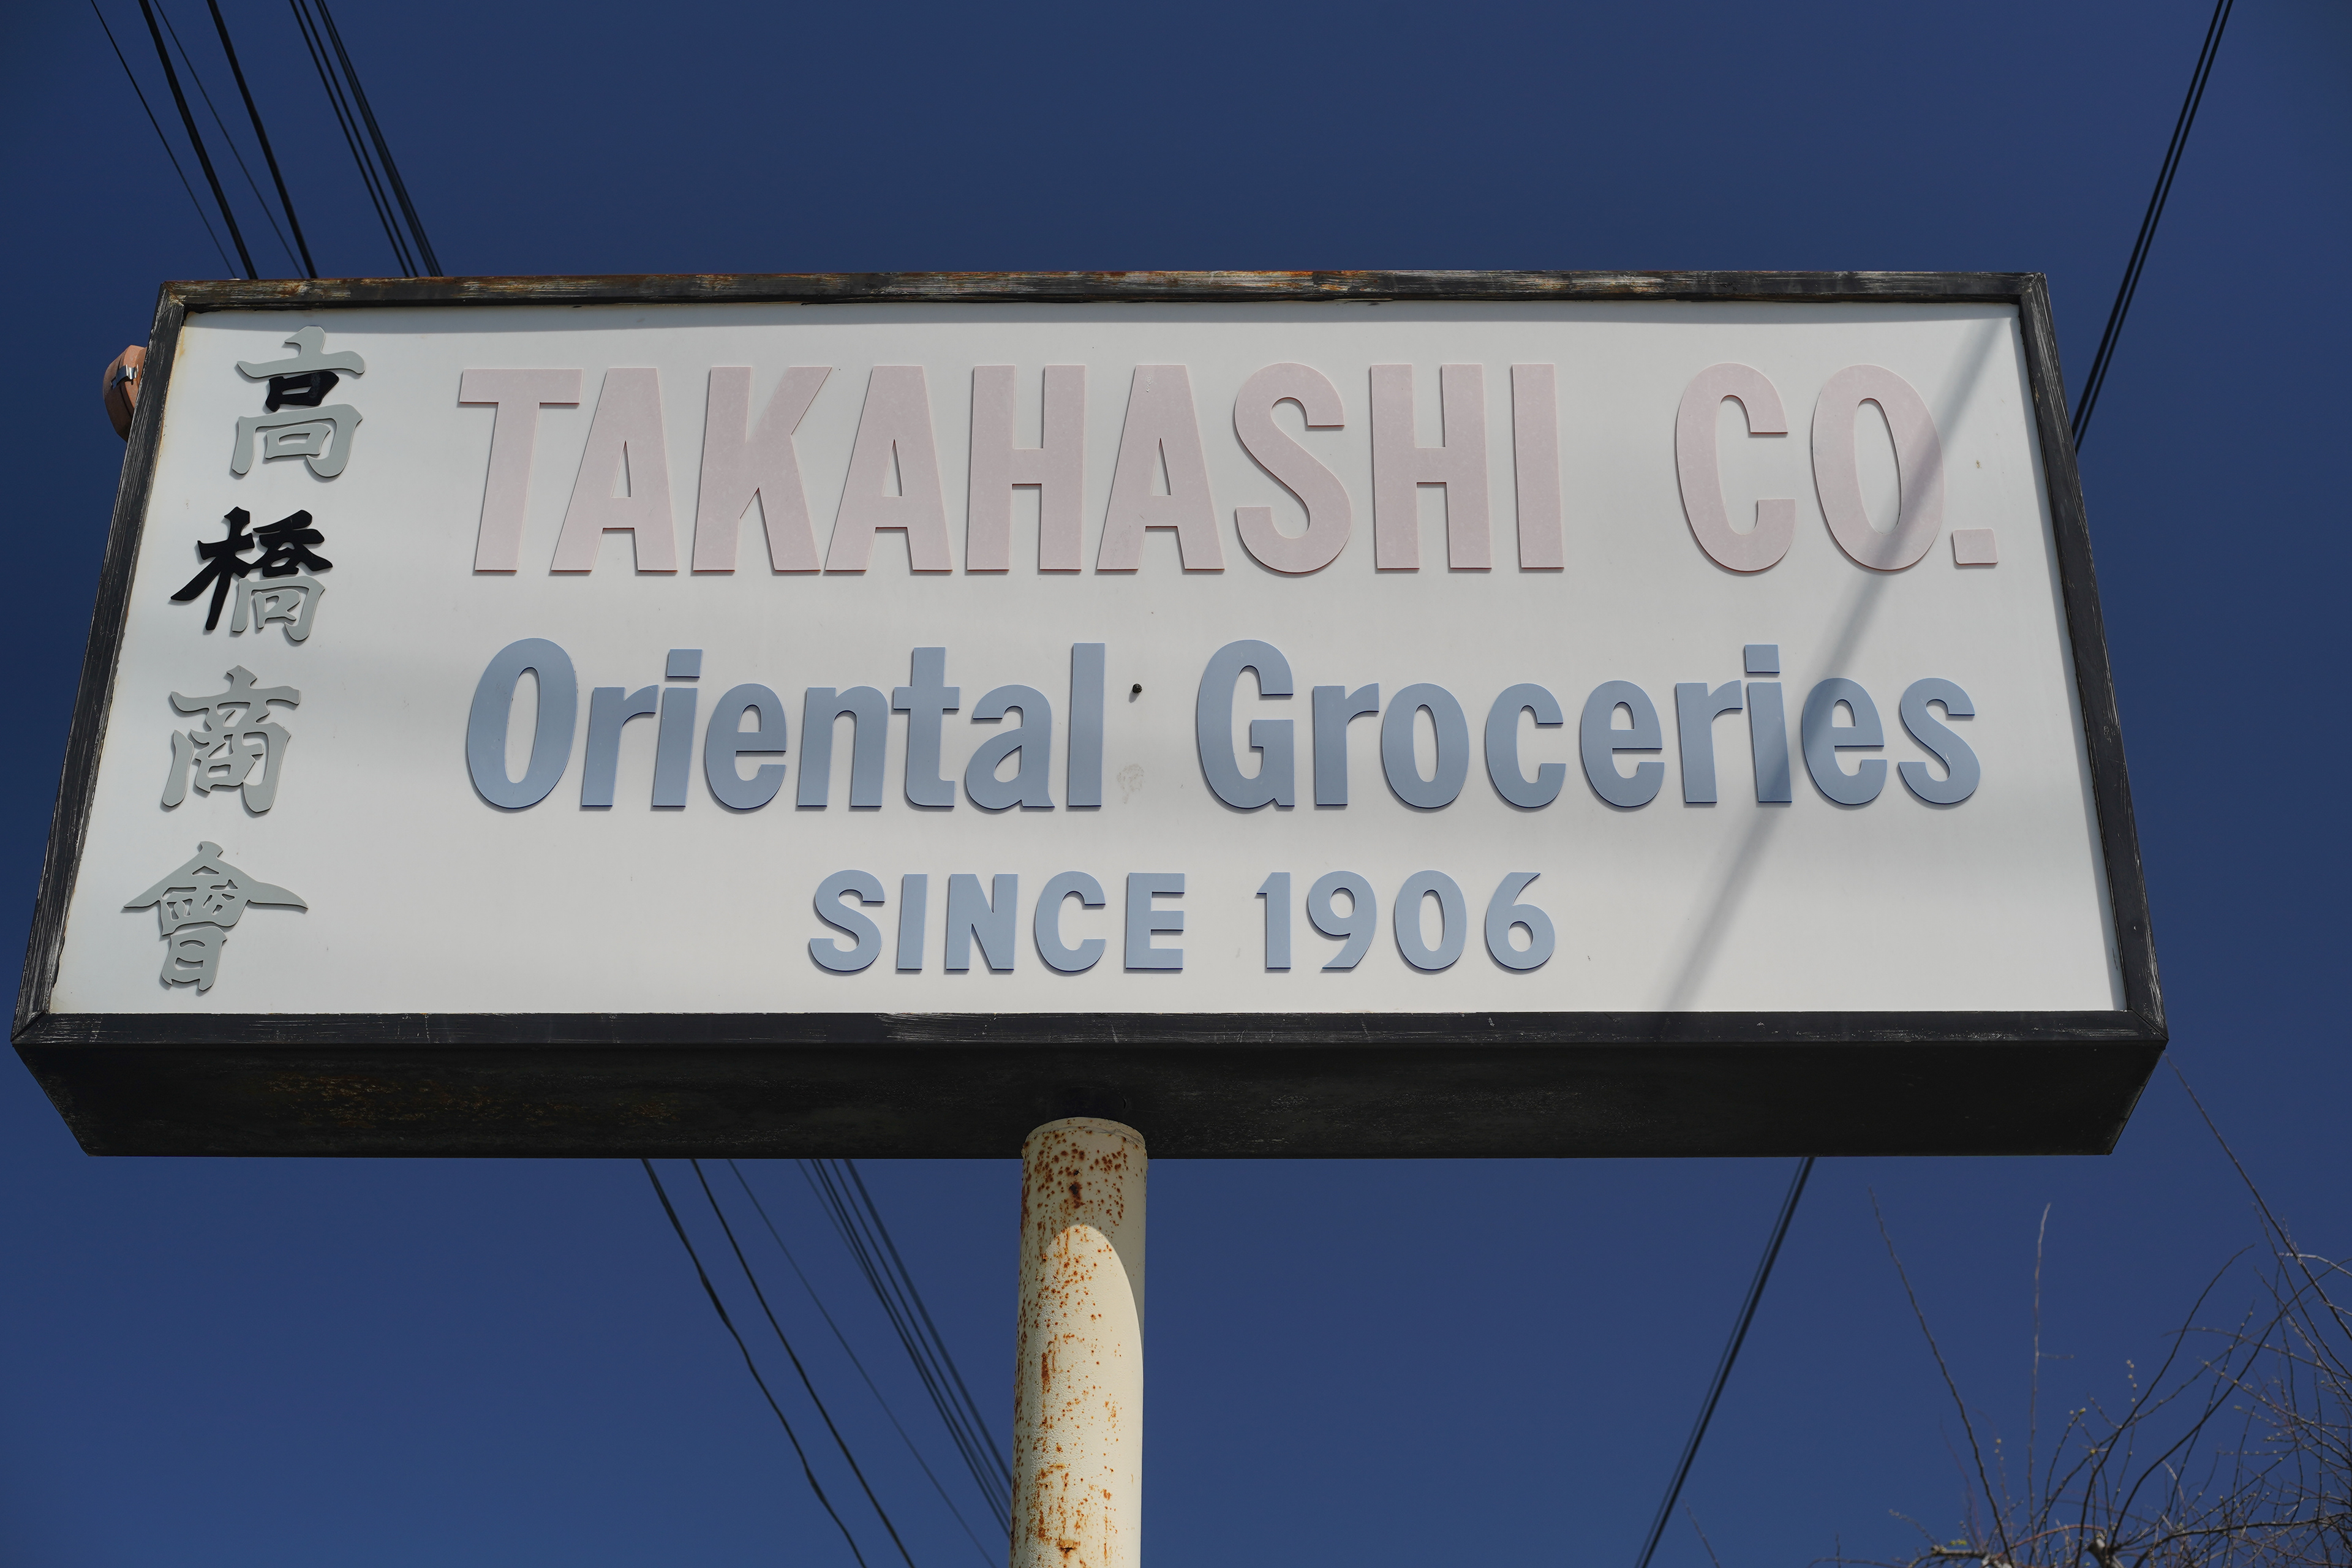 高橋商會
TAKAHASHI CO.
Oriental Groceries
SINCE 1906